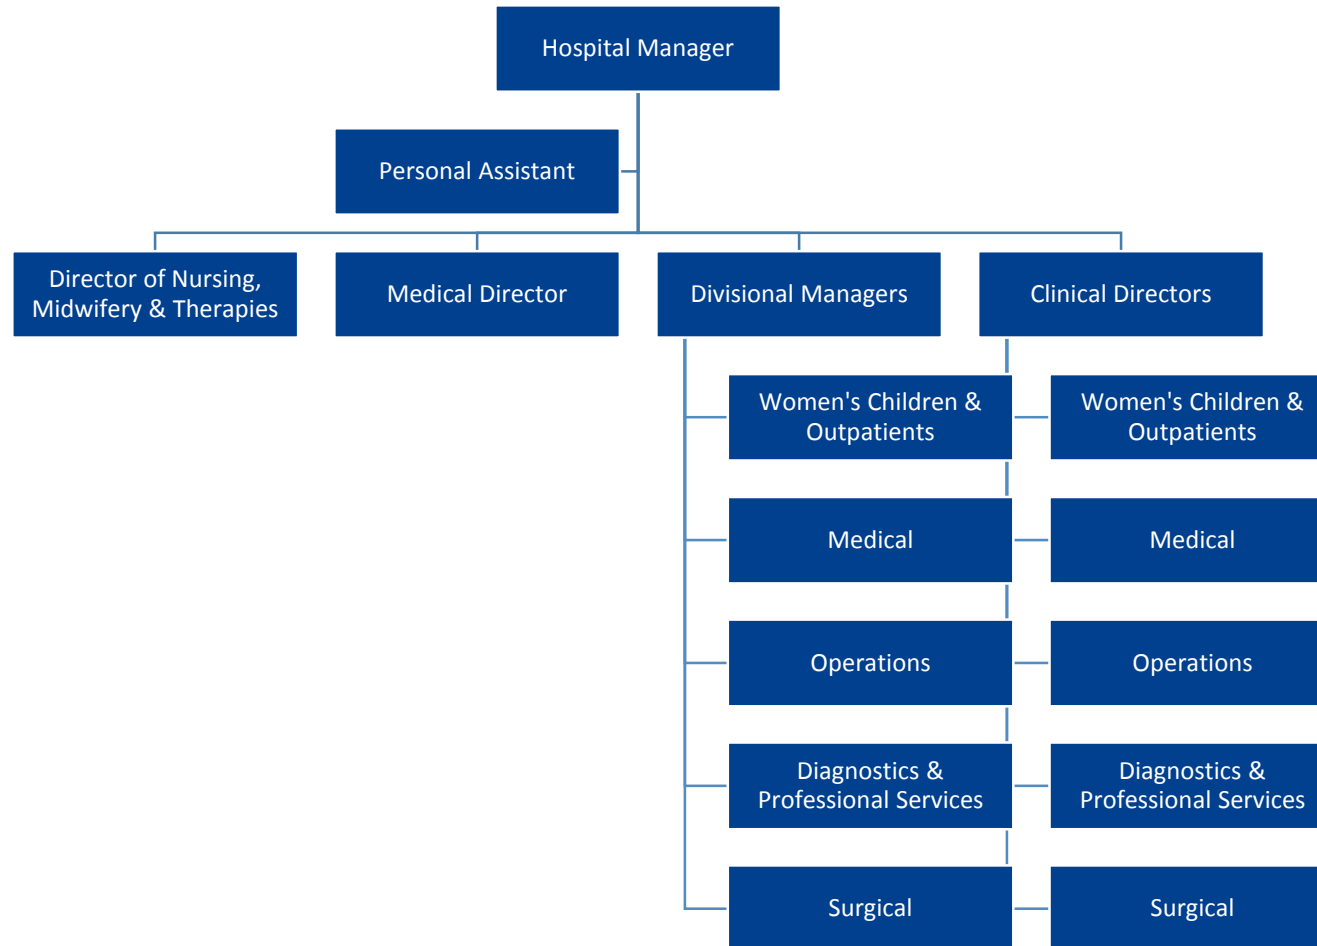 Hospital Manager
Personal Assistant
Director of Nursing,
Midwifery & Therapies
Medical Director
Divisional Managers
Clinical Directors
Women's Children &
Outpatients
Women's Children &
Outpatients
Medical
Medical
Operations
Operations
Diagnostics &
Professional Services
Diagnostics &
Professional Services
Surgical
Surgical